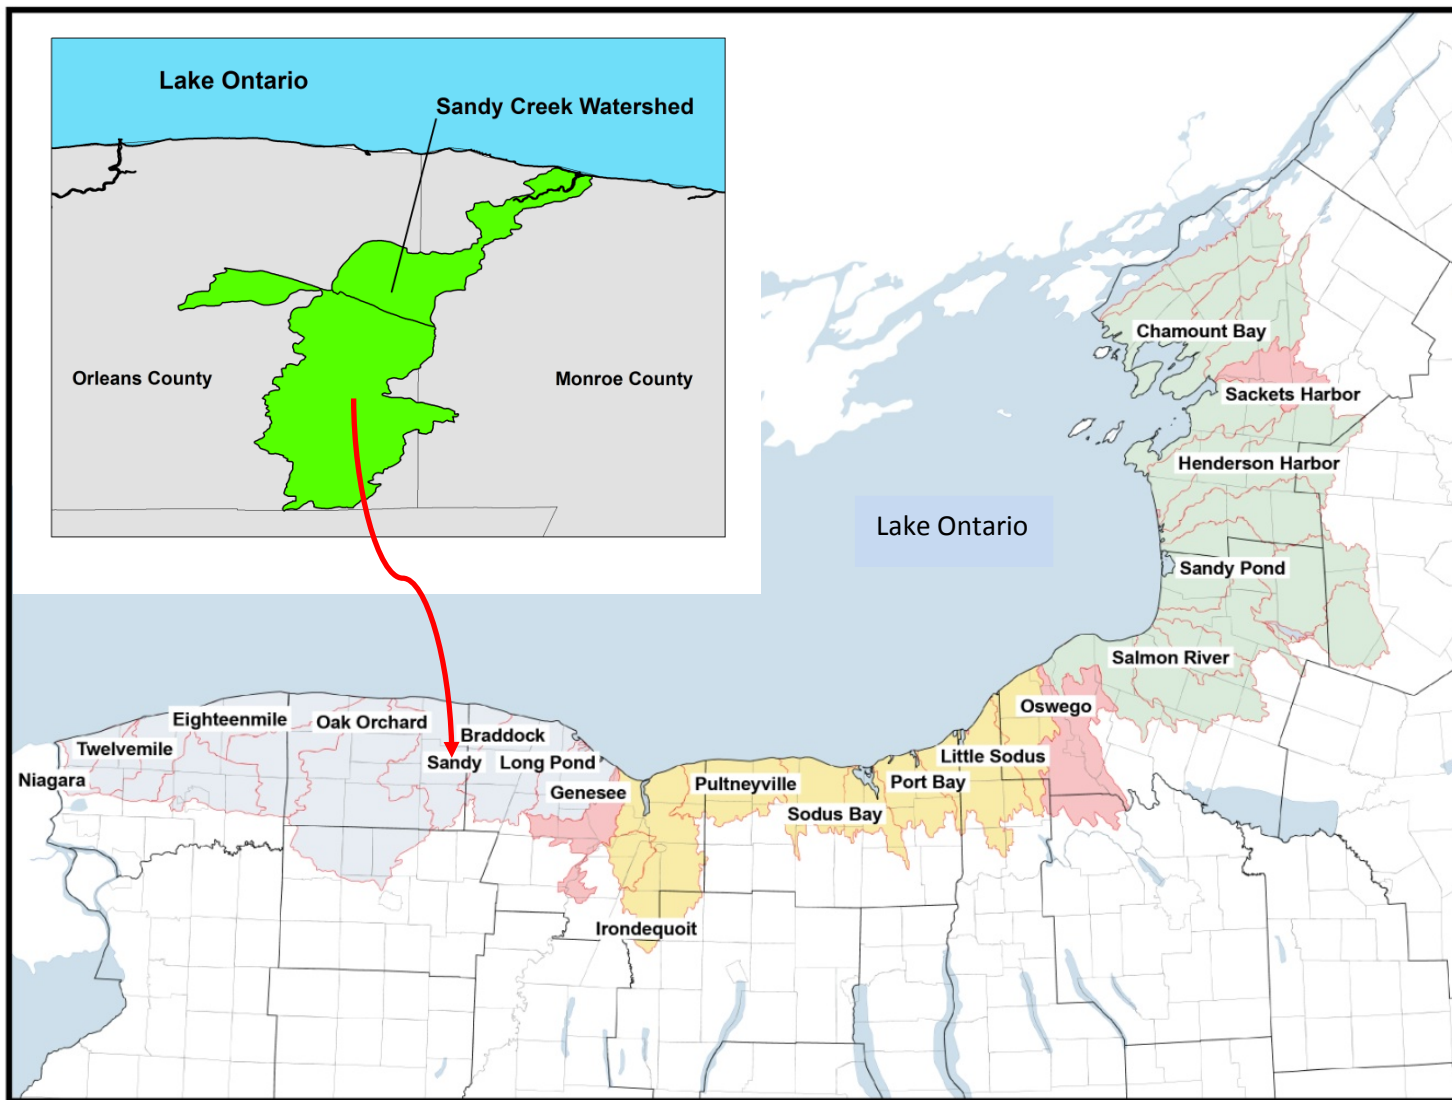 Lake Ontario
Sandy Creek Watershed
Orleans County
Monroe County
Chamount Bay
Sackets Harbor
Henderson Harbor
Lake Ontario
Sandy Pond
Salmon River
Oswego
Eighteenmile
Oak Orchard
Braddock
Twelvemile
Sandy
Long Pond
Little Sodus
Niagara
Genesee
Pultneyville
Port Bay
Sodus Bay
Irondequoit